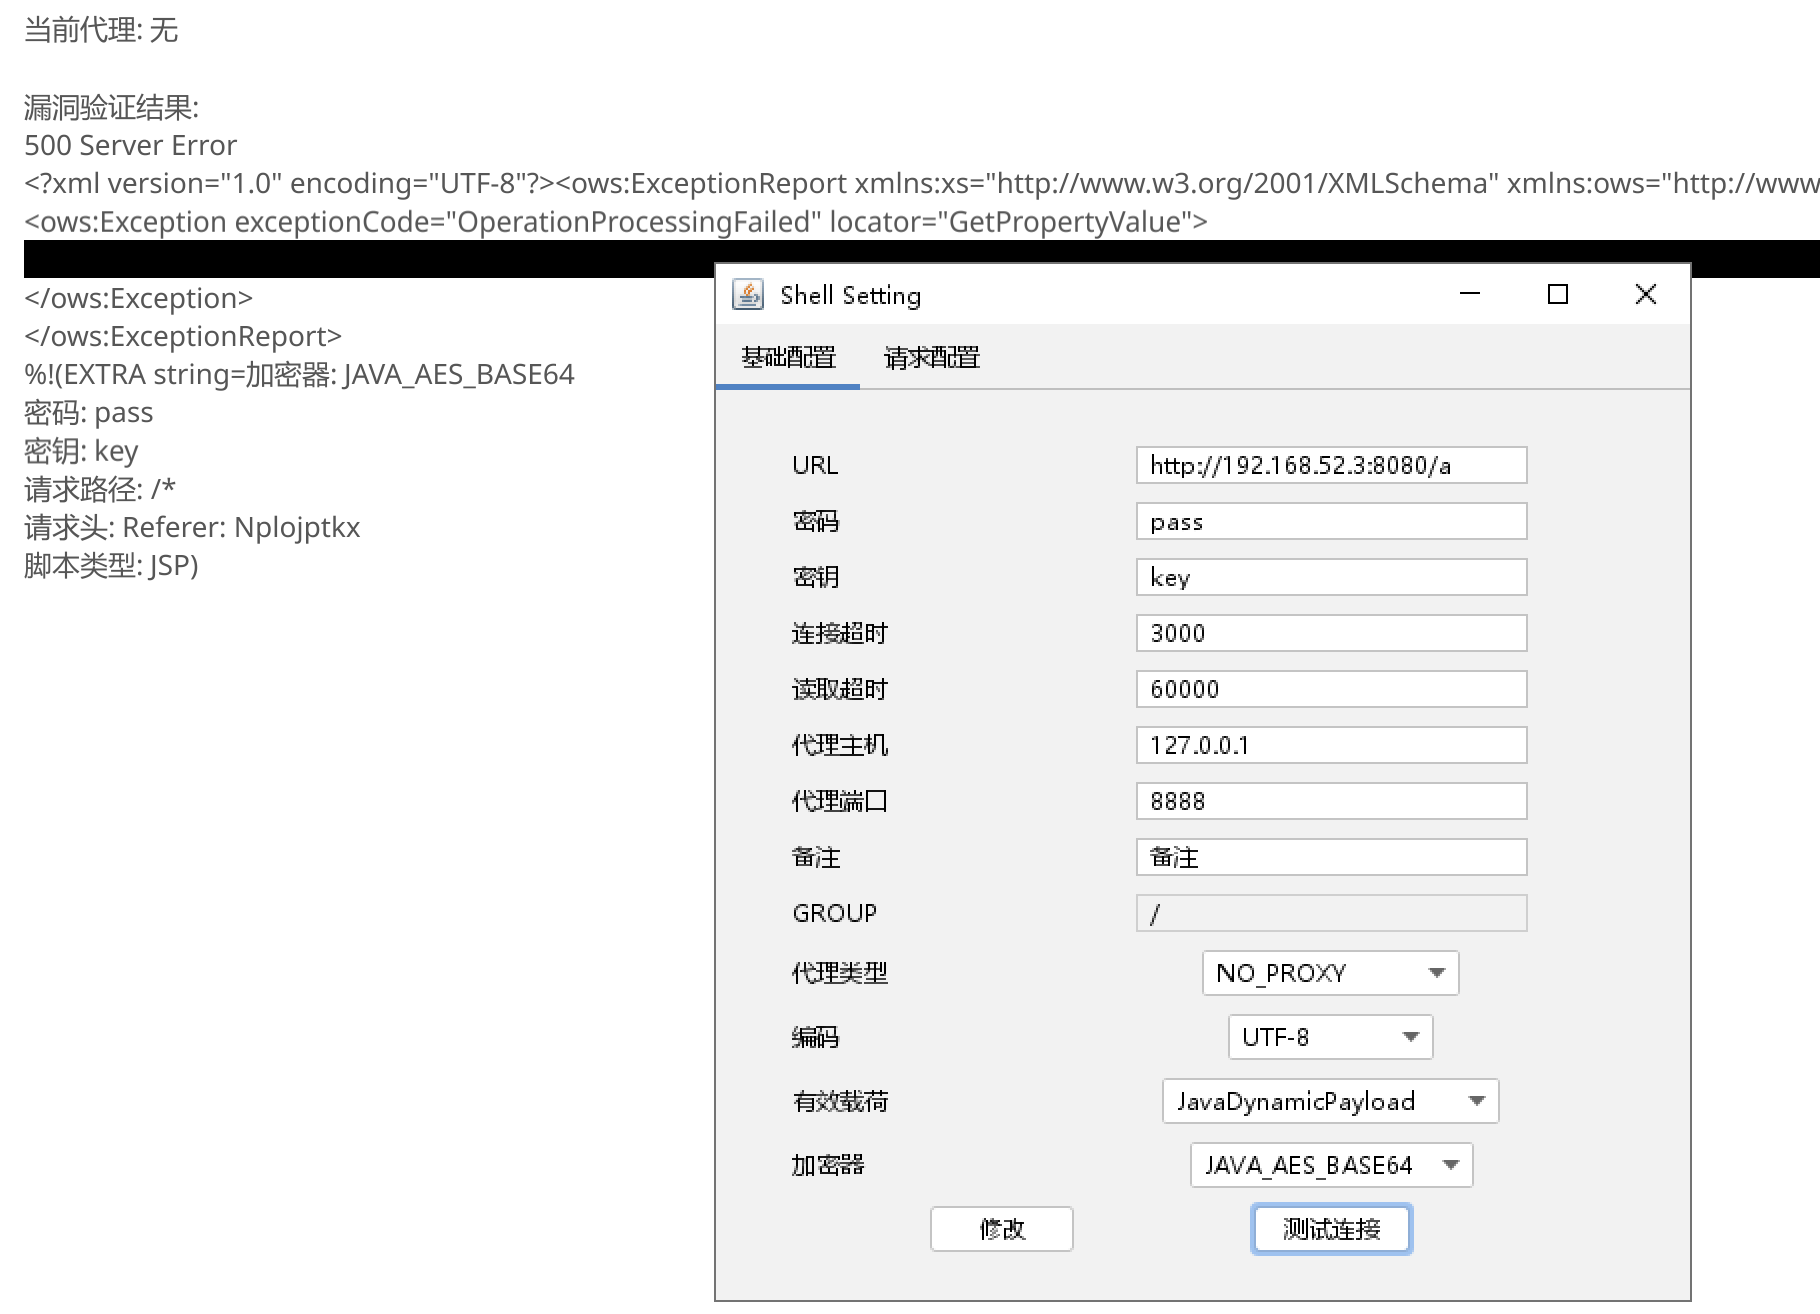 当前代理: 无
漏洞验证结果:
500 Server Error
<?xml version="1.0" encoding="UTF-8"?><ows:ExceptionReport xmlns:xs="http://www.w3.org/2001/XMLSchema" xmlns:ows="http://www
<ows:Exception exceptionCode="OperationProcessingFailed" locator="GetPropertyValue">
</ows:Exception>
</ows:ExceptionReport>
%!(EXTRA string=加密器: JAVA_AES_BASE64
密码: pass
密钥: key
请求路径: /*
请求头: Referer: Nplojptkx
脚本类型: JSP)
Shell Setting
基础配置 请求配置
URL http://192.168.52.3:8080/a
密码 pass
密钥 key
连接超时 3000
读取超时 60000
代理主机 127.0.0.1
代理端口 8888
备注 备注
GROUP /
代理类型 NO_PROXY
编码 UTF-8
有效载荷 JavaDynamicPayload
加密器 JAVA_AES_BASE64
修改 测试连接